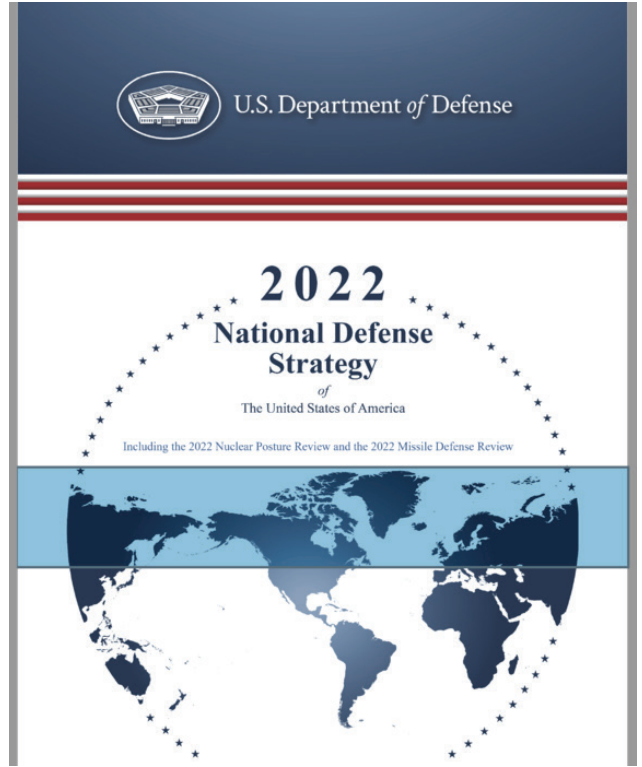 U.S. Department of Defense
2022
National Defense
Strategy
of
The United States of America
Including the 2022 Nuclear Posture Review and the 2022 Missile Defense Review